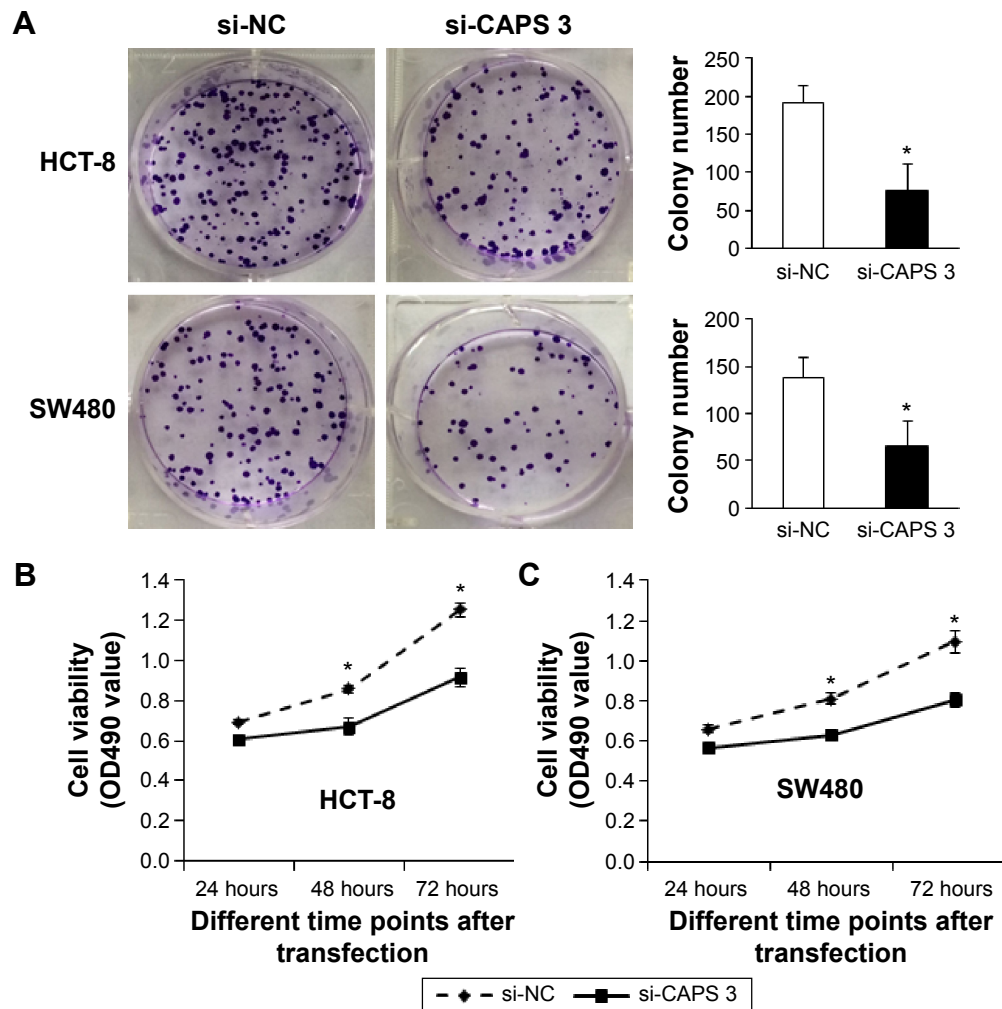 A
si-NC
si-CAPS 3
HCT-8
SW480
Colony number
250
200
150
100
50
0
*
si-NC
si-CAPS 3
Colony number
200
150
100
50
0
*
si-NC
si-CAPS 3
B
Cell viability
(OD490 value)
1.4
1.2
1.0
0.8
0.6
0.4
0.2
0.0
*
*
HCT-8
24 hours
48 hours
72 hours
Different time points after
transfection
C
Cell viability
(OD490 value)
1.4
1.2
1.0
0.8
0.6
0.4
0.2
0.0
*
*
SW480
24 hours
48 hours
72 hours
Different time points after
transfection
si-NC
si-CAPS 3